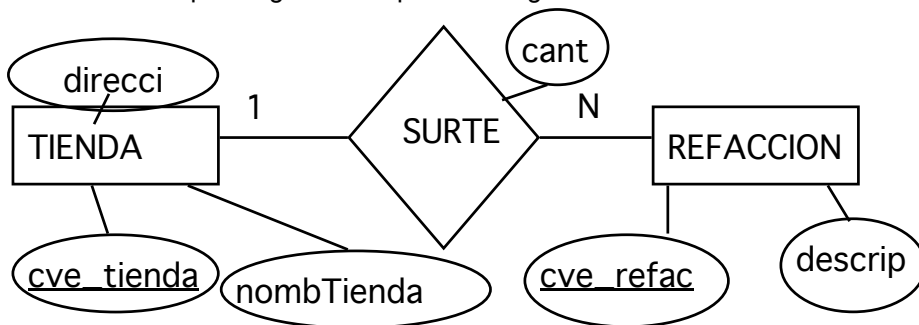 cant
direcci
1
N
TIENDA
SURTE
REFACCION
cve_tienda
nombTienda
cve_refac
descrip